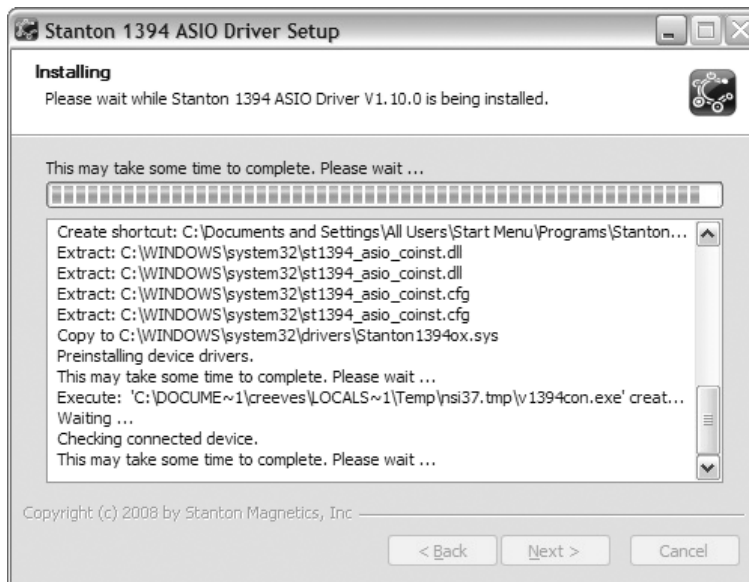 Stanton 1394 ASIO Driver Setup
Installing
Please wait while Stanton 1394 ASIO Driver V1.10.0 is being installed.
This may take some time to complete. Please wait ...
Create shortcut: C:\Documents and Settings\All Users\Start Menu\Programs\Stanton...
Extract: C:\WINDOWS\system32\st1394_asio_coinst.dll
Extract: C:\WINDOWS\system32\st1394_asio_coinst.dll
Extract: C:\WINDOWS\system32\st1394_asio_coinst.cfg
Extract: C:\WINDOWS\system32\st1394_asio_coinst.cfg
Copy to C:\WINDOWS\system32\drivers\Stanton1394ox.sys
Preinstalling device drivers.
This may take some time to complete. Please wait ...
Execute: 'C:\DOCUME~1\creeves\LOCALS~1\Temp\nsi37.tmp\v1394con.exe' creat...
Waiting ...
Checking connected device.
This may take some time to complete. Please wait ...
Copyright (c) 2008 by Stanton Magnetics, Inc
< Back Next > Cancel